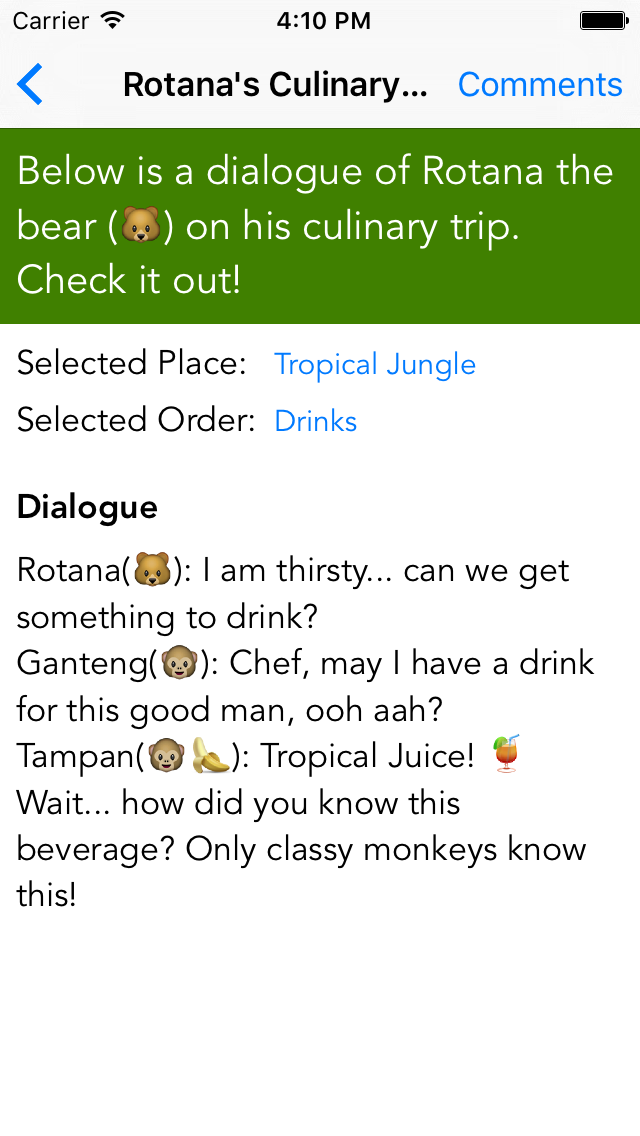 Carrier 4:10 PM
Rotana's Culinary... Comments
Below is a dialogue of Rotana the
bear (🐻) on his culinary trip.
Check it out!
Selected Place: Tropical Jungle
Selected Order: Drinks
Dialogue
Rotana(🐻): I am thirsty... can we get
something to drink?
Ganteng(🐵): Chef, may I have a drink
for this good man, ooh aah?
Tampan(🐵🍌): Tropical Juice! 🍹
Wait... how did you know this
beverage? Only classy monkeys know
this!